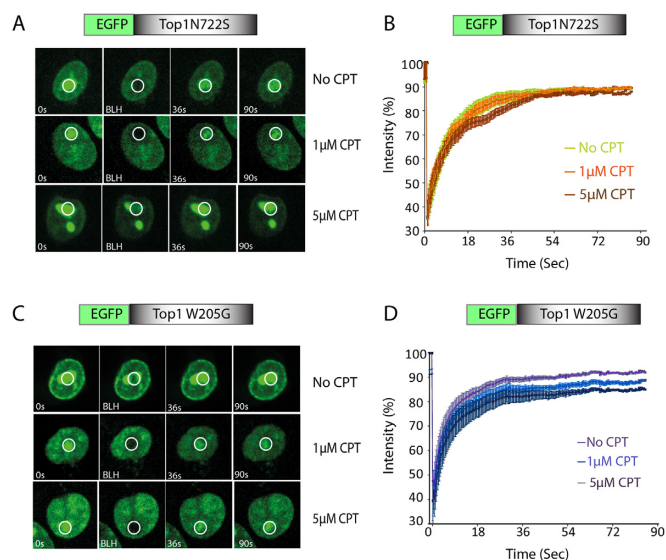 A
EGFP Top1N722S
0s BLH 36s 90s
No CPT
0s BLH 36s 90s
1µM CPT
0s BLH 36s 90s
5µM CPT
B
EGFP Top1N722S
Intensity (%)
100
90
80
70
60
50
40
30
No CPT
1µM CPT
5µM CPT
0 18 36 54 72 90
Time (Sec)
C
EGFP Top1 W205G
0s BLH 36s 90s
No CPT
0s BLH 36s 90s
1µM CPT
0s BLH 36s 90s
5µM CPT
D
EGFP Top1 W205G
Intensity (%)
100
90
80
70
60
50
40
30
No CPT
1µM CPT
5µM CPT
0 18 36 54 72 90
Time (Sec)